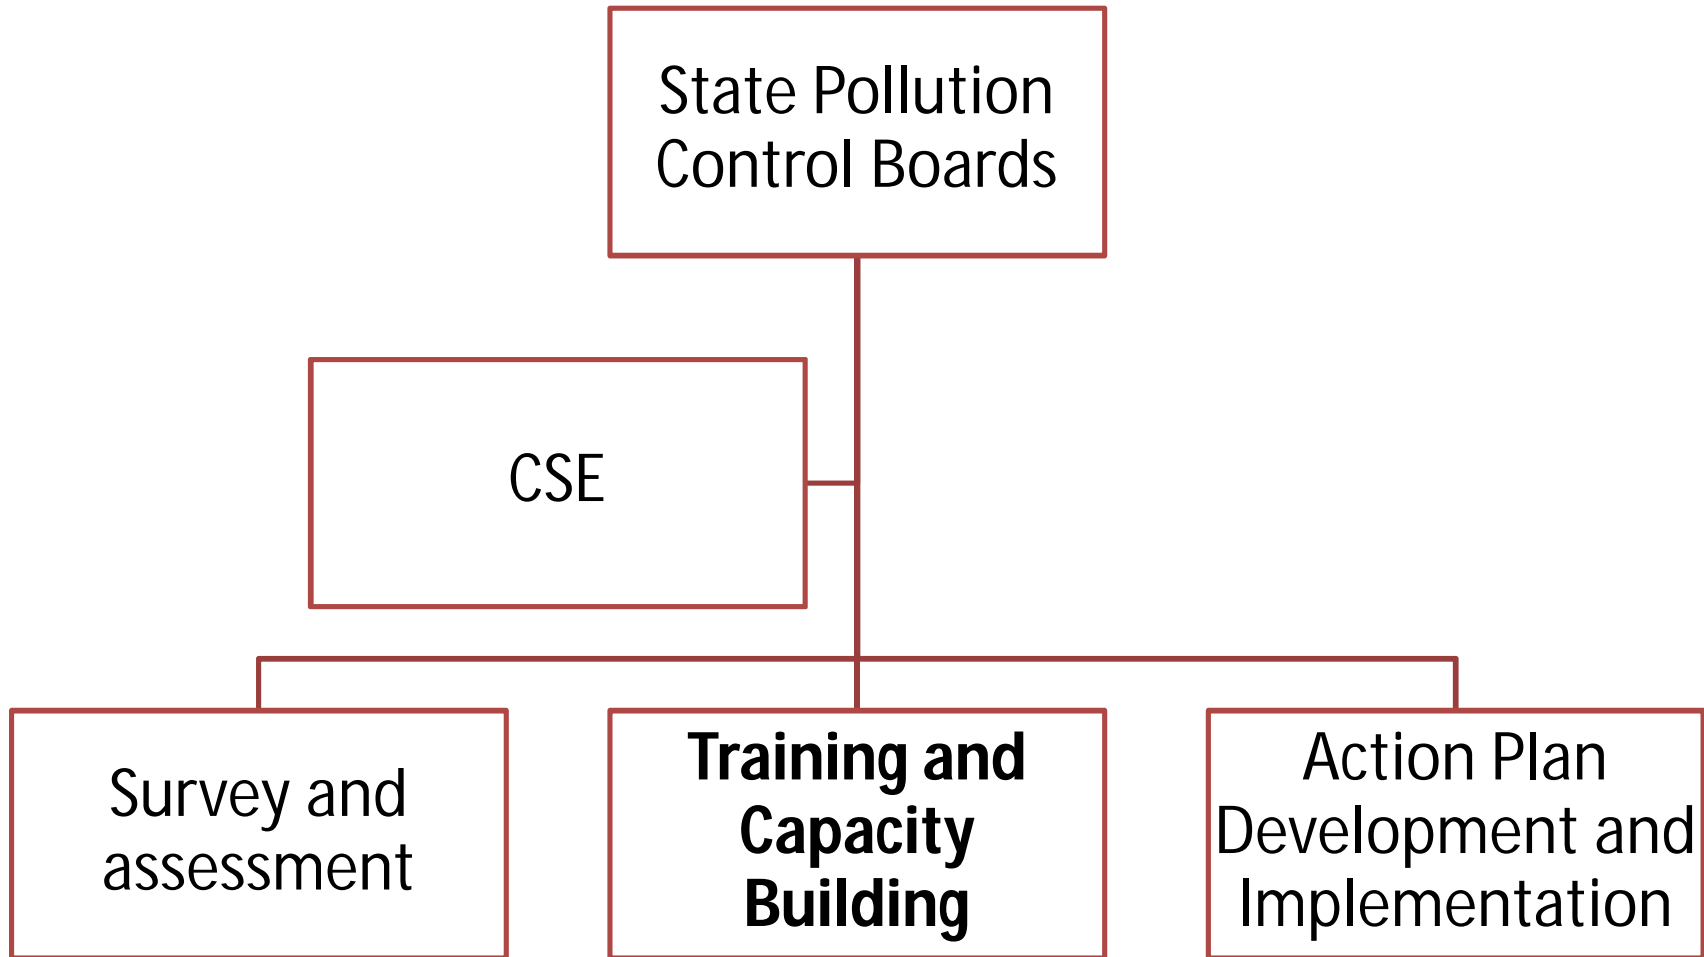 State Pollution
Control Boards
CSE
Survey and
assessment
Training and
Capacity
Building
Action Plan
Development and
Implementation